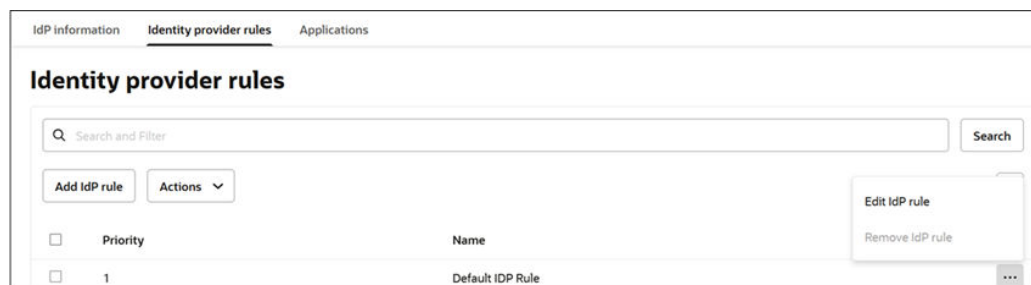 IdP information Identity provider rules Applications
Identity provider rules
Search and Filter Search
Add IdP rule Actions
Edit IdP rule
Remove IdP rule
Priority Name
1 Default IDP Rule ...